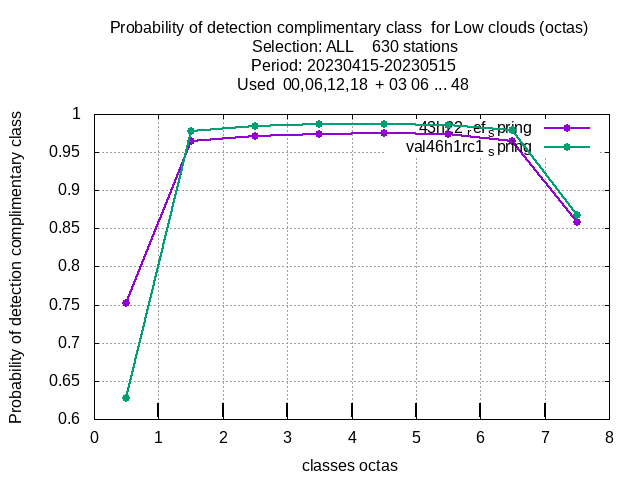 Probability of detection complimentary class for Low clouds (octas)
Selection: ALL 630 stations
Period: 20230415-20230515
Used 00,06,12,18 + 03 06 ... 48
Probability of detection complimentary class
1
0.95
0.9
0.85
0.8
0.75
0.7
0.65
0.6
43h22_ref_spring
val46h1rc1_spring
0 1 2 3 4 5 6 7 8
classes octas